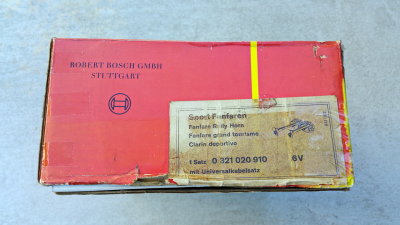 ROBERT BOSCH GMBH
STUTTGART
Sport Fanfaren
Fanfare Rally Horn
Fanfare grand tourisme
Clarin deportivo
1 Satz 0 321 020 910 6V
mit Universalkabelsatz